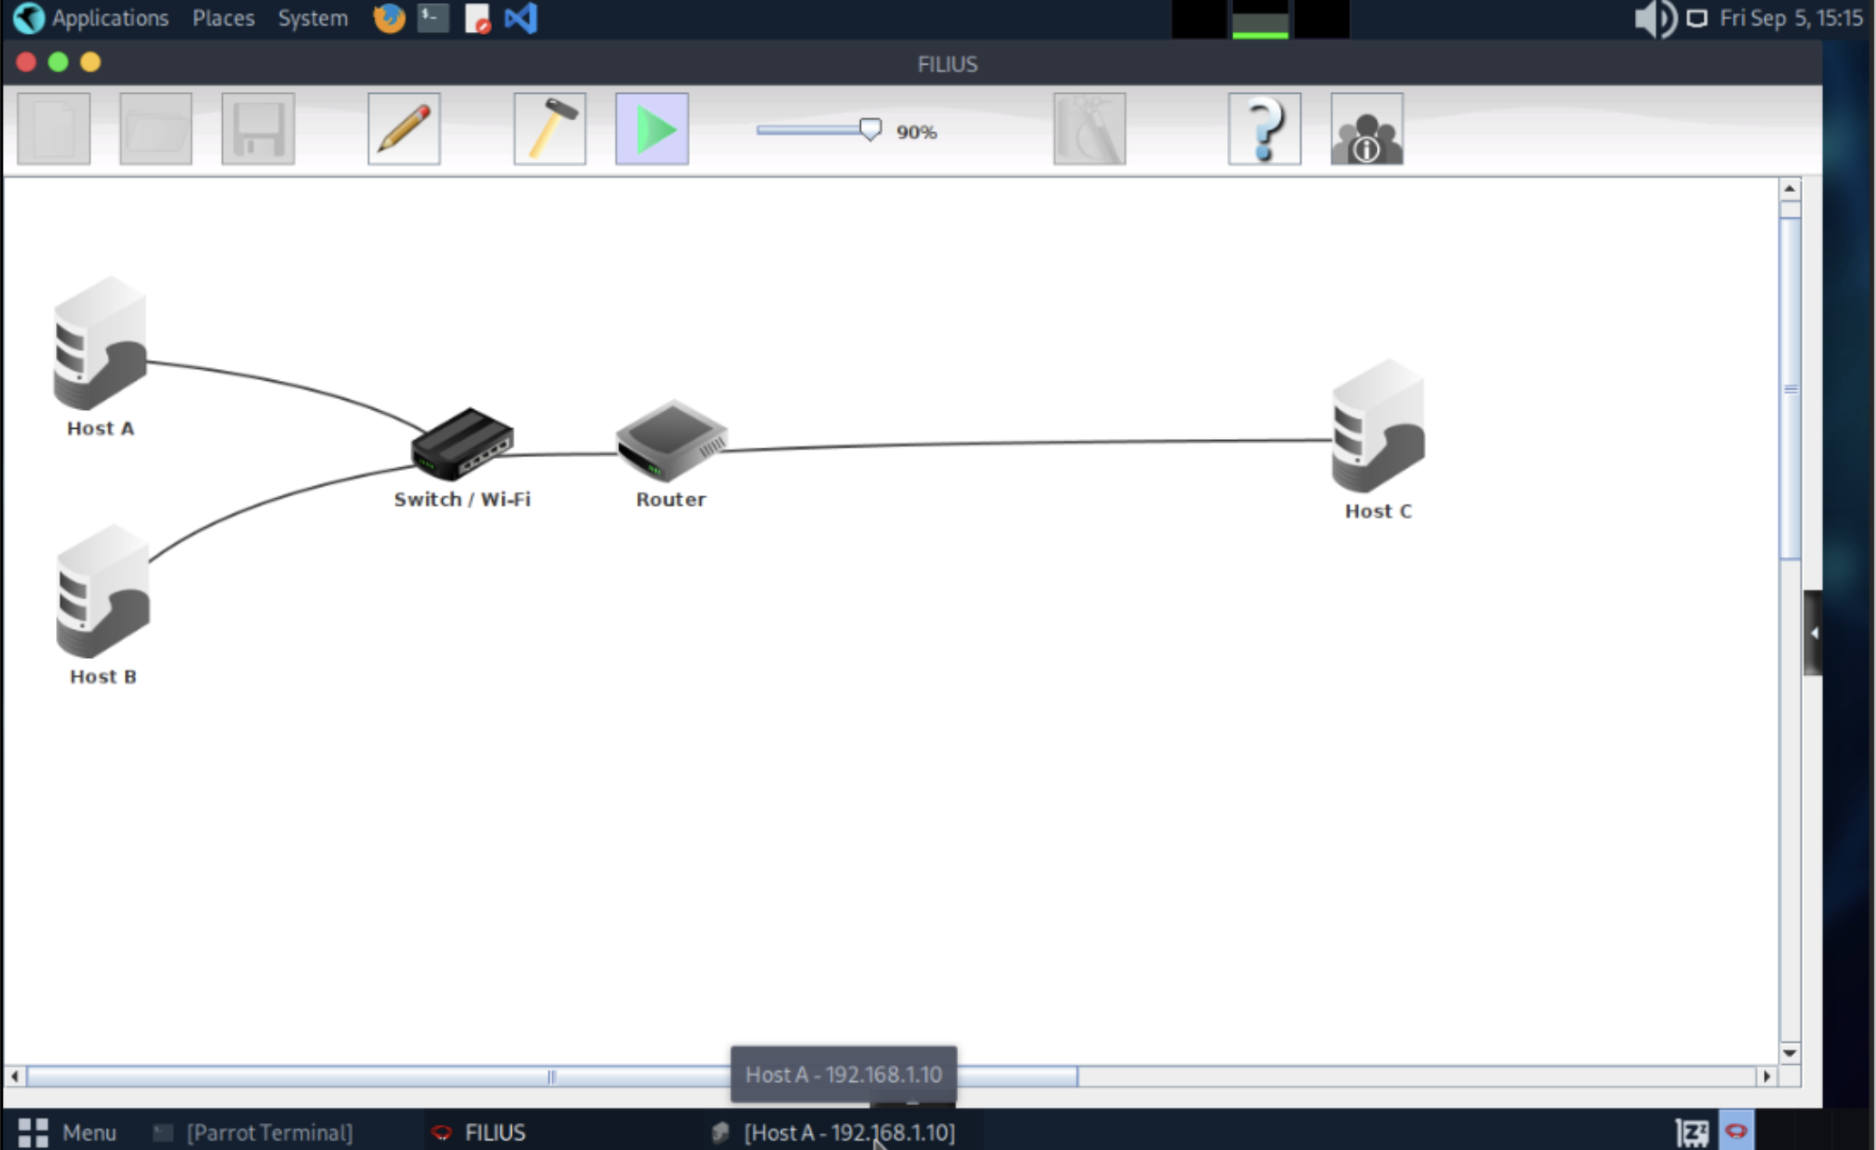 Applications Places System Fri Sep 5, 15:15
FILIUS
90%
Host A
Switch / Wi-Fi
Router
Host C
Host B
Host A - 192.168.1.10
Menu [Parrot Terminal] FILIUS [Host A - 192.168.1.10]